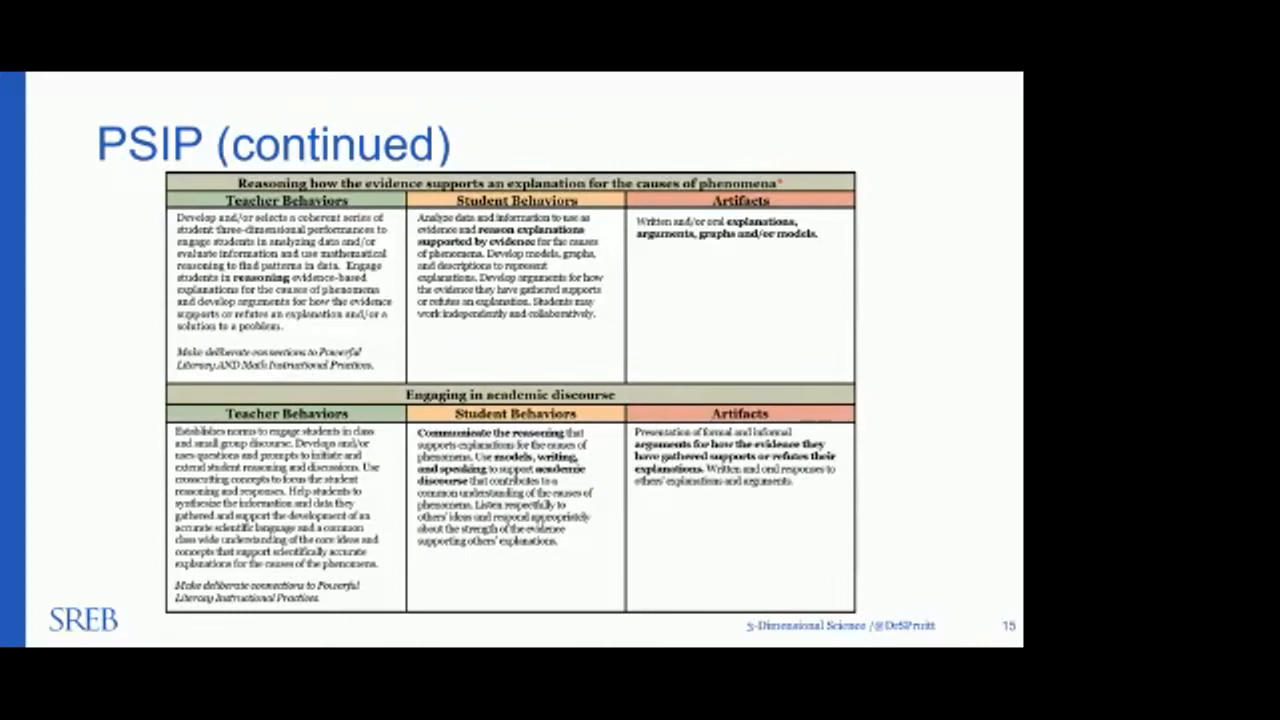 PSIP (continued)
Reasoning how the evidence supports an explanation for the causes of phenomena*
Teacher Behaviors
Student Behaviors
Artifacts
Develop and/or selects a coherent series of
student three-dimensional performances to
engage students in analyzing data and/or
evaluate information and use mathematical
reasoning to find patterns in data. Engage
students in reasoning evidence-based
explanations for the causes of phenomena
and develop arguments for how the evidence
supports or refutes an explanation and/or a
solution to a problem.
Make deliberate connections to Powerful
Literacy AND Math Instructional Practices.
Analyze data and information to use as
evidence and reason explanations
supported by evidence for the causes
of phenomena. Develop models, graphs,
and descriptions to represent
explanations. Develop arguments for how
the evidence they have gathered supports
or refutes an explanation. Students may
work independently and collaboratively.
Written and/or oral explanations,
arguments, graphs and/or models.
Engaging in academic discourse
Teacher Behaviors
Student Behaviors
Artifacts
Establishes norms to engage students in class
and small group discourse. Develops and/or
uses questions and prompts to initiate and
extend student reasoning and discussions. Use
crosscutting concepts to focus the student
reasoning and responses. Help students to
synthesize the information and data they
gathered and support the development of an
accurate scientific language and a common
class wide understanding of the core ideas and
concepts that support scientifically accurate
explanations for the causes of the phenomena.
Make deliberate connections to Powerful
Literacy Instructional Practices.
Communicate the reasoning that
supports explanations for the causes of
phenomena. Use models, writing,
and speaking to support academic
discourse that contributes to a
common understanding of the causes of
phenomena. Listen respectfully to
others' ideas and respond appropriately
about the strength of the evidence
supporting others' explanations.
Presentation of formal and informal
arguments for how the evidence they
have gathered supports or refutes their
explanations. Written and oral responses to
others' explanations and arguments.
SREB
3-Dimensional Science /@DrSPruitt
15